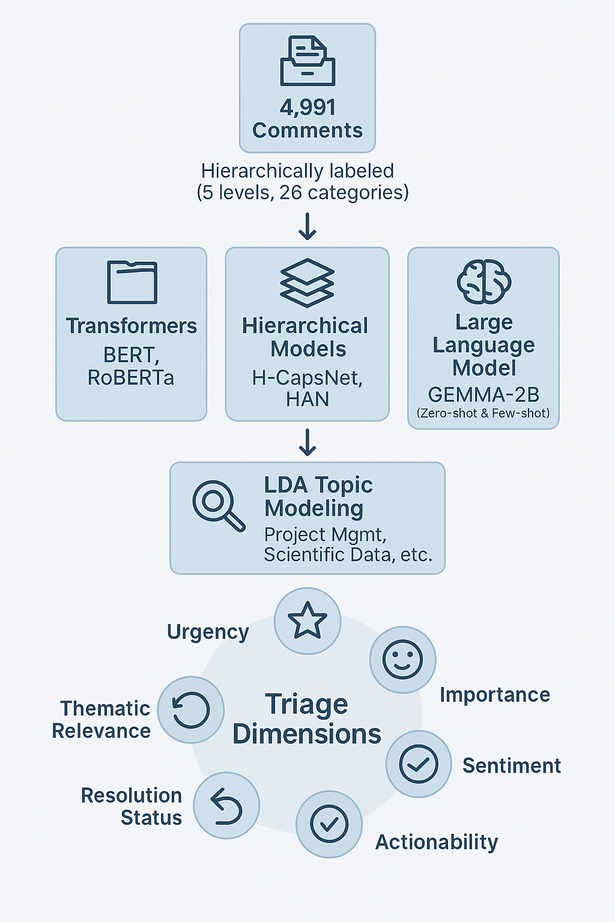 4,991
Comments
Hierarchically labeled
(5 levels, 26 categories)
Transformers
BERT,
RoBERTa
Hierarchical
Models
H-CapsNet,
HAN
Large
Language
Model
GEMMA-2B
(Zero-shot & Few-shot)
LDA Topic
Modeling
Project Mgmt,
Scientific Data, etc.
Triage
Dimensions
Urgency
Importance
Sentiment
Actionability
Resolution
Status
Thematic
Relevance